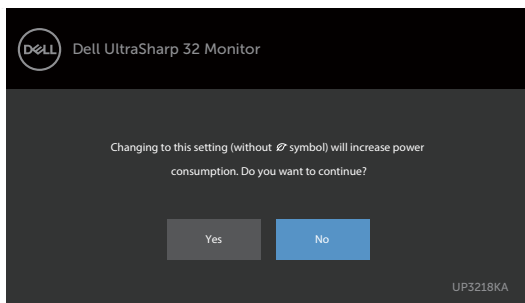 DELL
Dell UltraSharp 32 Monitor
Changing to this setting (without symbol) will increase power
consumption. Do you want to continue?
Yes
No
UP3218KA